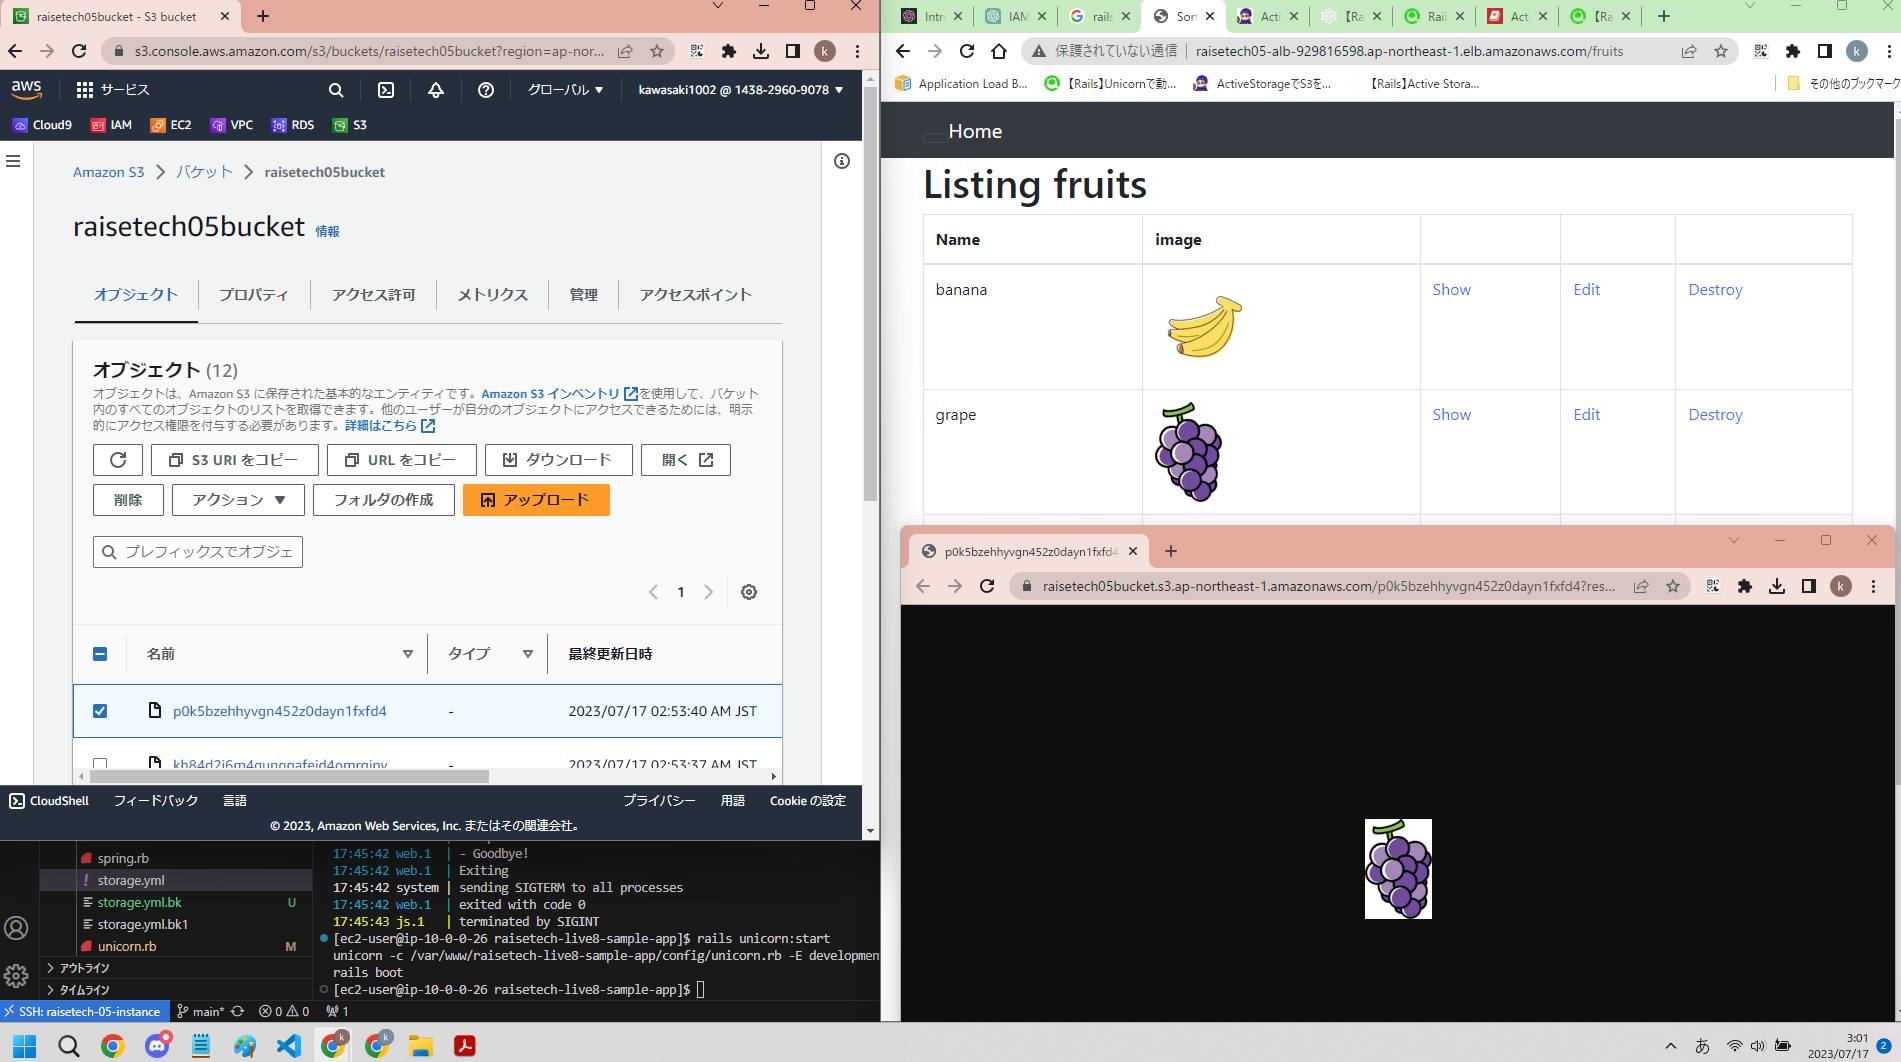 raisetech05bucket - S3 bucket
s3.console.aws.amazon.com/s3/buckets/raisetech05bucket?region=ap-nor...
k
aws
サービス
グローバル ▼
kawasaki1002 @ 1438-2960-9078 ▼
Cloud9
IAM
EC2
VPC
RDS
S3
Amazon S3
バケット
raisetech05bucket
raisetech05bucket 情報
オブジェクト
プロパティ
アクセス許可
メトリクス
管理
アクセスポイント
オブジェクト (12)
オブジェクトは、Amazon S3 に保存された基本的なエンティティです。Amazon S3 インベントリ を使用して、バケット
内のすべてのオブジェクトのリストを取得できます。他のユーザーが自分のオブジェクトにアクセスできるためには、明示
的にアクセス権限を付与する必要があります。詳細はこちら
S3 URI をコピー
URL をコピー
ダウンロード
開く
削除
アクション ▼
フォルダの作成
アップロード
プレフィックスでオブジェ
1
名前
タイプ
最終更新日時
p0k5bzehhyvgn452z0dayn1fxfd4
-
2023/07/17 02:53:40 AM JST
-
2023/07/17 02:53:37 AM JST
CloudShell
フィードバック
言語
プライバシー
用語
Cookie の設定
© 2023, Amazon Web Services, Inc. またはその関連会社。
spring.rb
storage.yml
storage.yml.bk U
storage.yml.bk1
unicorn.rb M
アウトライン
タイムライン
17:45:42 web.1 | - Goodbye!
17:45:42 web.1 | Exiting
17:45:42 system | sending SIGTERM to all processes
17:45:42 web.1 | exited with code 0
17:45:43 js.1 | terminated by SIGINT
[ec2-user@ip-10-0-0-26 raisetech-live8-sample-app]$ rails unicorn:start
unicorn -c /var/www/raisetech-live8-sample-app/config/unicorn.rb -E developmen
rails boot
[ec2-user@ip-10-0-0-26 raisetech-live8-sample-app]$
SSH: raisetech-05-instance
main*
0
0
1
Intr
IAM
rails
Sor
Acti
【Ra
Rail
Acti
【Ra
保護されていない通信
raisetech05-alb-929816598.ap-northeast-1.elb.amazonaws.com/fruits
k
Application Load B...
【Rails】Unicornで動...
ActiveStorageでS3を...
【Rails】Active Stora...
その他のブックマーク
Home
Listing fruits
Name
image
banana
Show
Edit
Destroy
grape
Show
Edit
Destroy
p0k5bzehhyvgn452z0dayn1fxfd4
raisetech05bucket.s3.ap-northeast-1.amazonaws.com/p0k5bzehhyvgn452z0dayn1fxfd4?res...
k
k
k
あ
3:01
2023/07/17
2